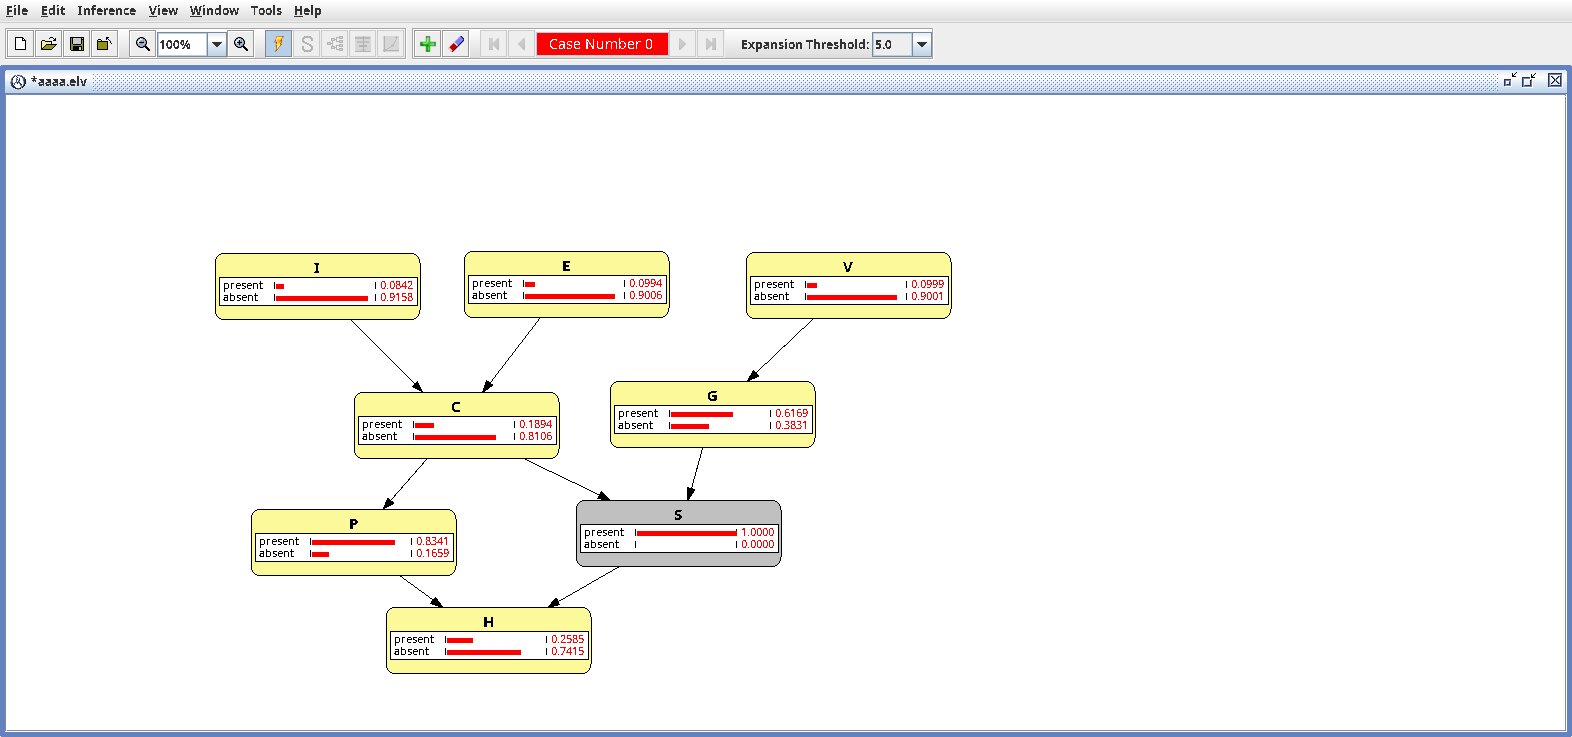 File Edit Inference View Window Tools Help
100% S Case Number 0 Expansion Threshold: 5.0
*aaaa.elv
I
present 0.0842
absent 0.9158
E
present 0.0994
absent 0.9006
V
present 0.0999
absent 0.9001
C
present 0.1894
absent 0.8106
G
present 0.6169
absent 0.3831
P
present 0.8341
absent 0.1659
S
present 1.0000
absent 0.0000
H
present 0.2585
absent 0.7415